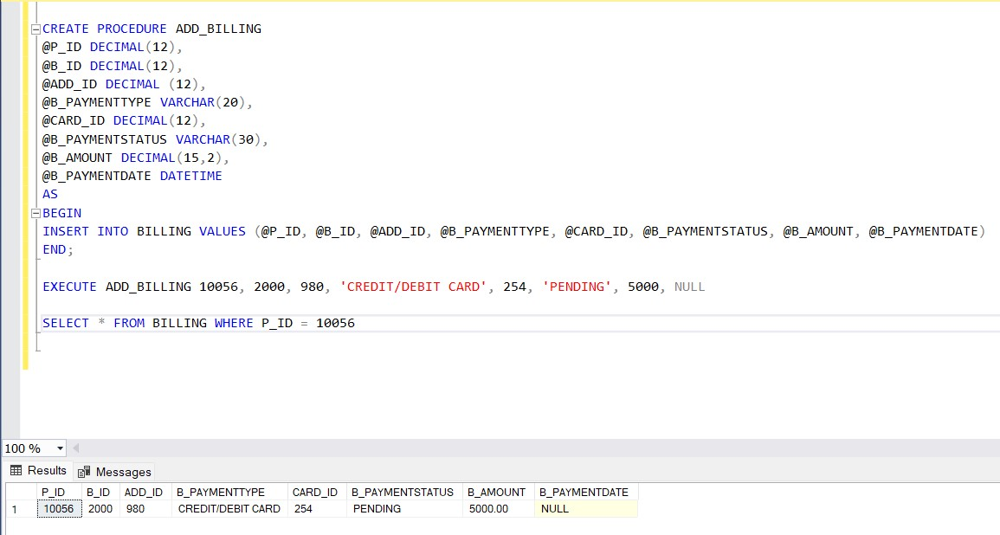 CREATE PROCEDURE ADD_BILLING
@P_ID DECIMAL(12),
@B_ID DECIMAL(12),
@ADD_ID DECIMAL (12),
@B_PAYMENTTYPE VARCHAR(20),
@CARD_ID DECIMAL(12),
@B_PAYMENTSTATUS VARCHAR(30),
@B_AMOUNT DECIMAL(15,2),
@B_PAYMENTDATE DATETIME
AS
BEGIN
INSERT INTO BILLING VALUES (@P_ID, @B_ID, @ADD_ID, @B_PAYMENTTYPE, @CARD_ID, @B_PAYMENTSTATUS, @B_AMOUNT, @B_PAYMENTDATE)
END;
EXECUTE ADD_BILLING 10056, 2000, 980, 'CREDIT/DEBIT CARD', 254, 'PENDING', 5000, NULL
SELECT * FROM BILLING WHERE P_ID = 10056
100 %
Results Messages
P_ID B_ID ADD_ID B_PAYMENTTYPE CARD_ID B_PAYMENTSTATUS B_AMOUNT B_PAYMENTDATE
1 10056 2000 980 CREDIT/DEBIT CARD 254 PENDING 5000.00 NULL